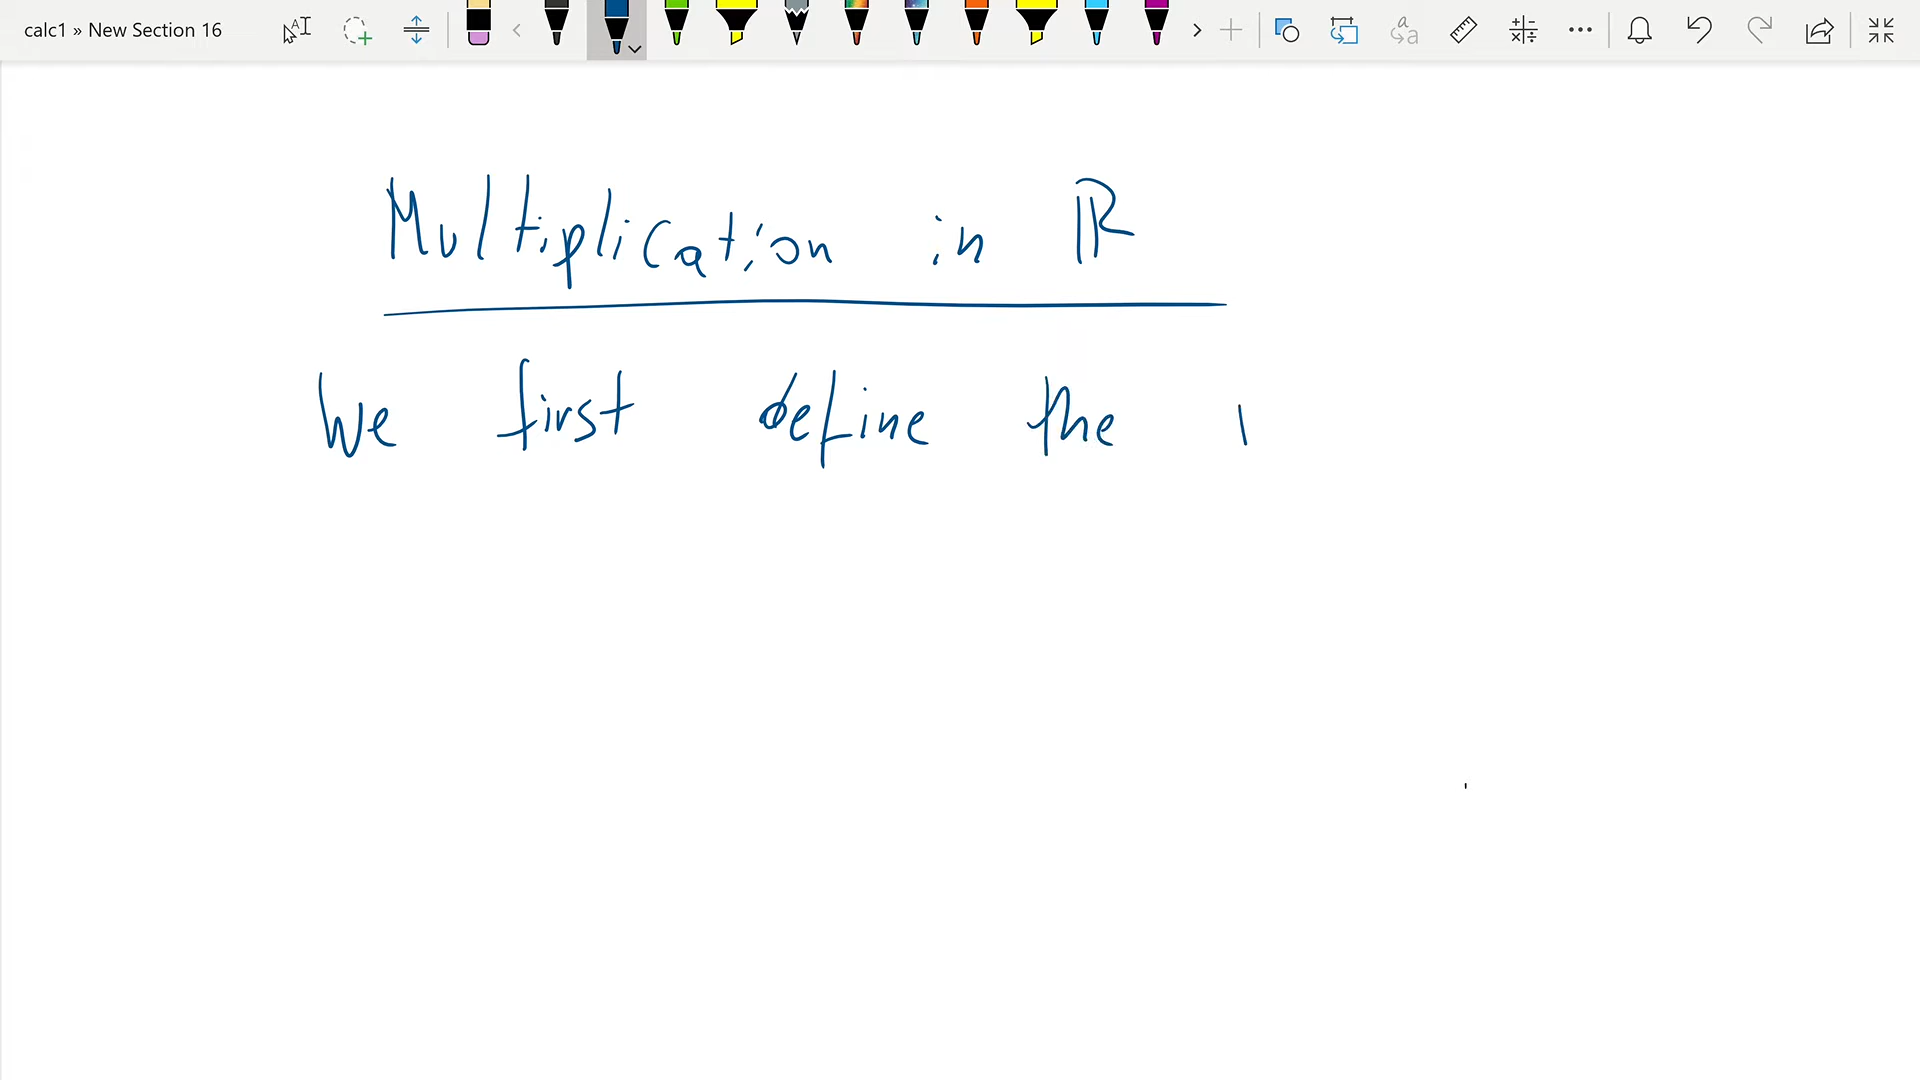 calc1 » New Section 16
Multiplication in ℝ
We first define the